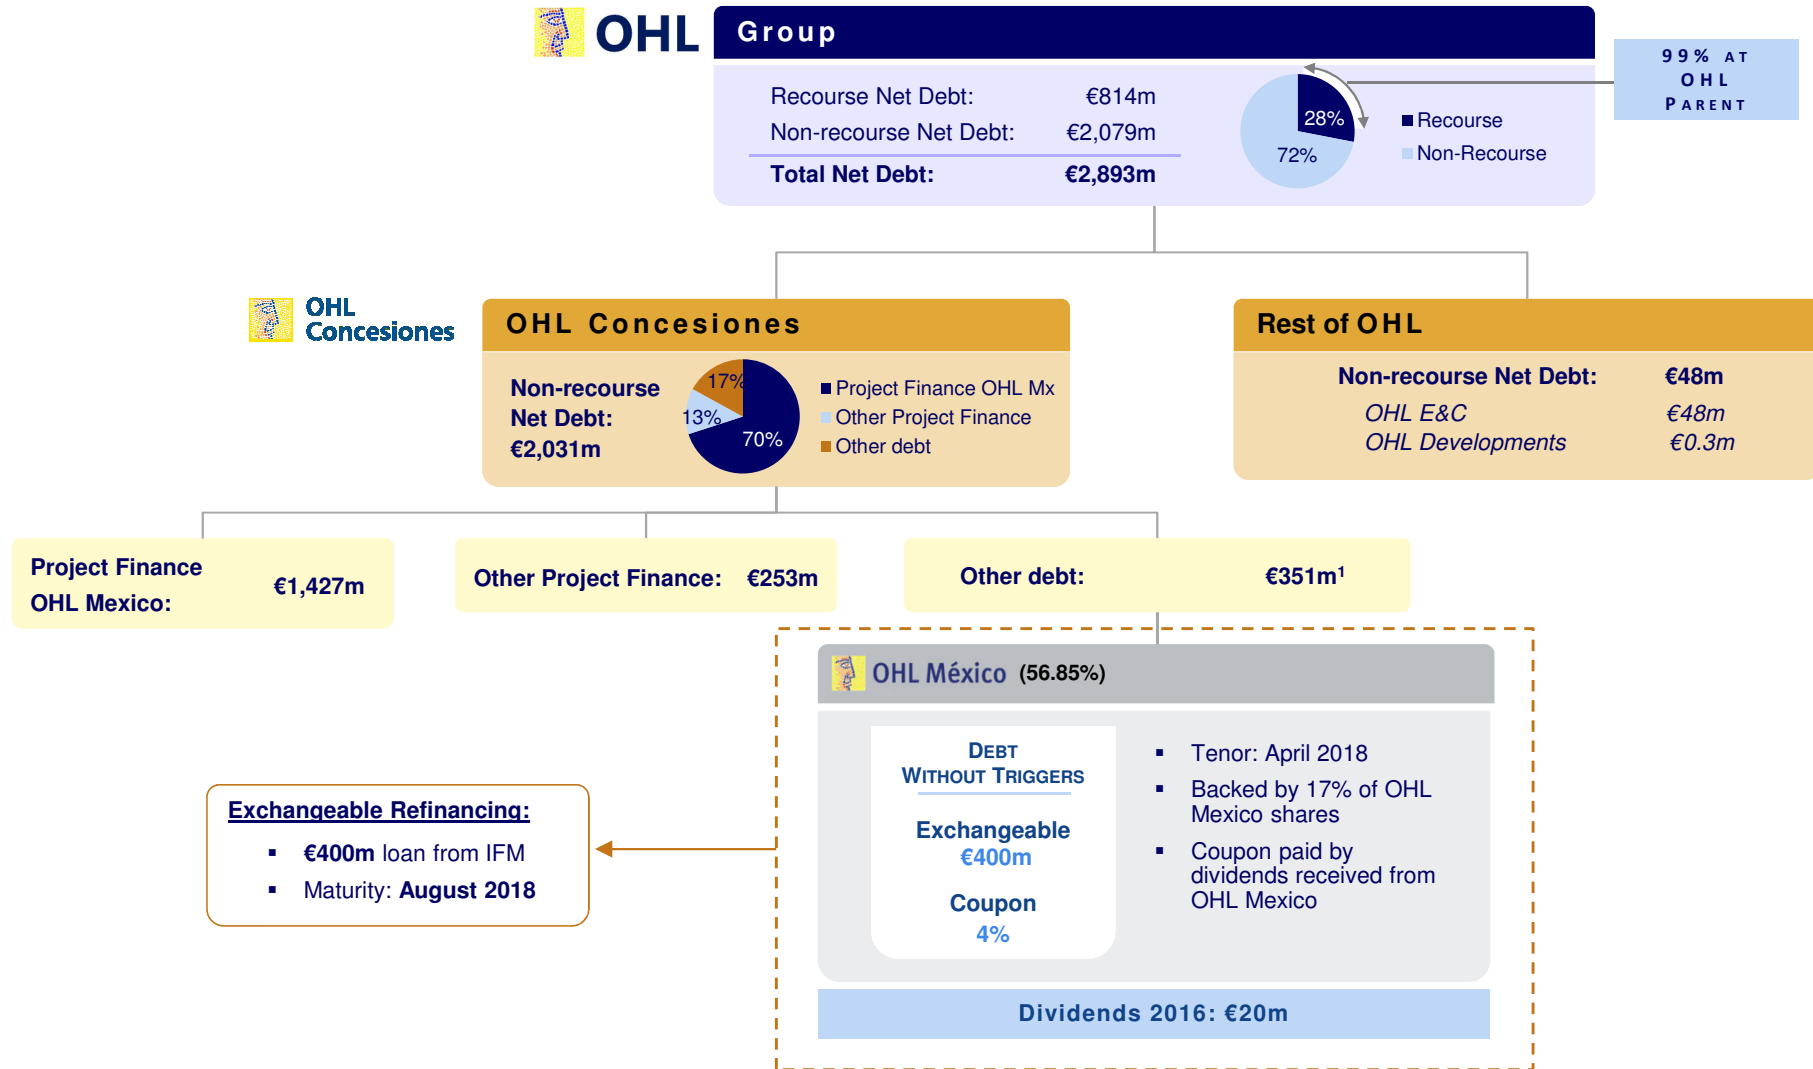 OHL
Group
99% AT
OHL
PARENT
Recourse Net Debt: €814m
Non-recourse Net Debt: €2,079m
Total Net Debt: €2,893m
28%
72%
Recourse
Non-Recourse
OHL
Concesiones
OHL Concesiones
Non-recourse
Net Debt:
€2,031m
17%
13%
70%
Project Finance OHL Mx
Other Project Finance
Other debt
Rest of OHL
Non-recourse Net Debt: €48m
OHL E&C €48m
OHL Developments €0.3m
Project Finance
OHL Mexico:
€1,427m
Other Project Finance: €253m
Other debt: €351m¹
OHL México (56.85%)
DEBT
WITHOUT TRIGGERS
Exchangeable
€400m
Coupon
4%
▪ Tenor: April 2018
▪ Backed by 17% of OHL
Mexico shares
▪ Coupon paid by
dividends received from
OHL Mexico
Exchangeable Refinancing:
▪ €400m loan from IFM
▪ Maturity: August 2018
Dividends 2016: €20m